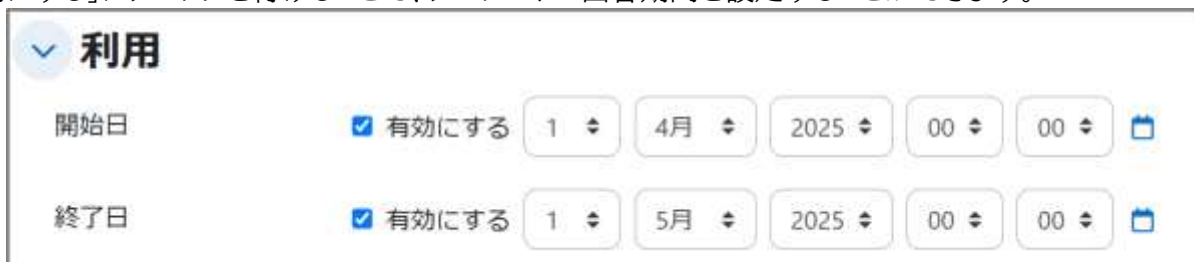 利用
開始日 有効にする 1 4月 2025 00 00
終了日 有効にする 1 5月 2025 00 00